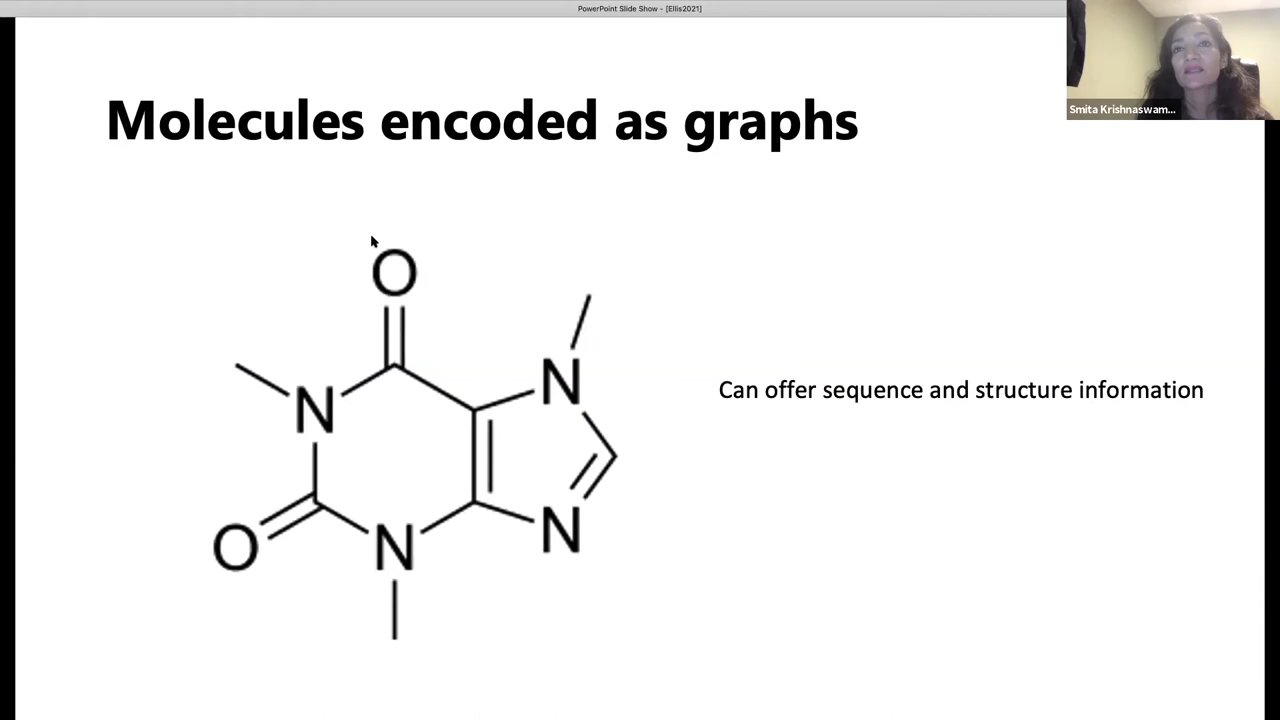 PowerPoint Slide Show - [Ellis2021]
Smita Krishnaswam...
Molecules encoded as graphs
O
N
N
Can offer sequence and structure information
O
N
N